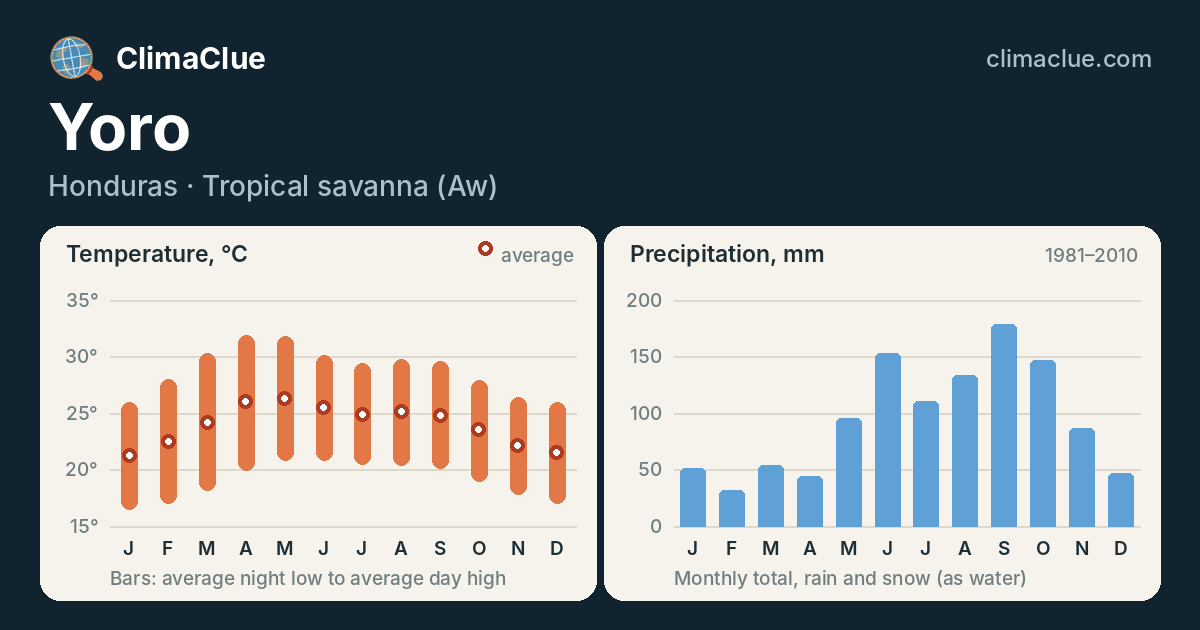 ClimaClue
climaclue.com
Yoro
Honduras · Tropical savanna (Aw)
Temperature, °C
average
35°
30°
25°
20°
15°
J F M A M J J A S O N D
Bars: average night low to average day high
Precipitation, mm
1981–2010
200
150
100
50
0
J F M A M J J A S O N D
Monthly total, rain and snow (as water)